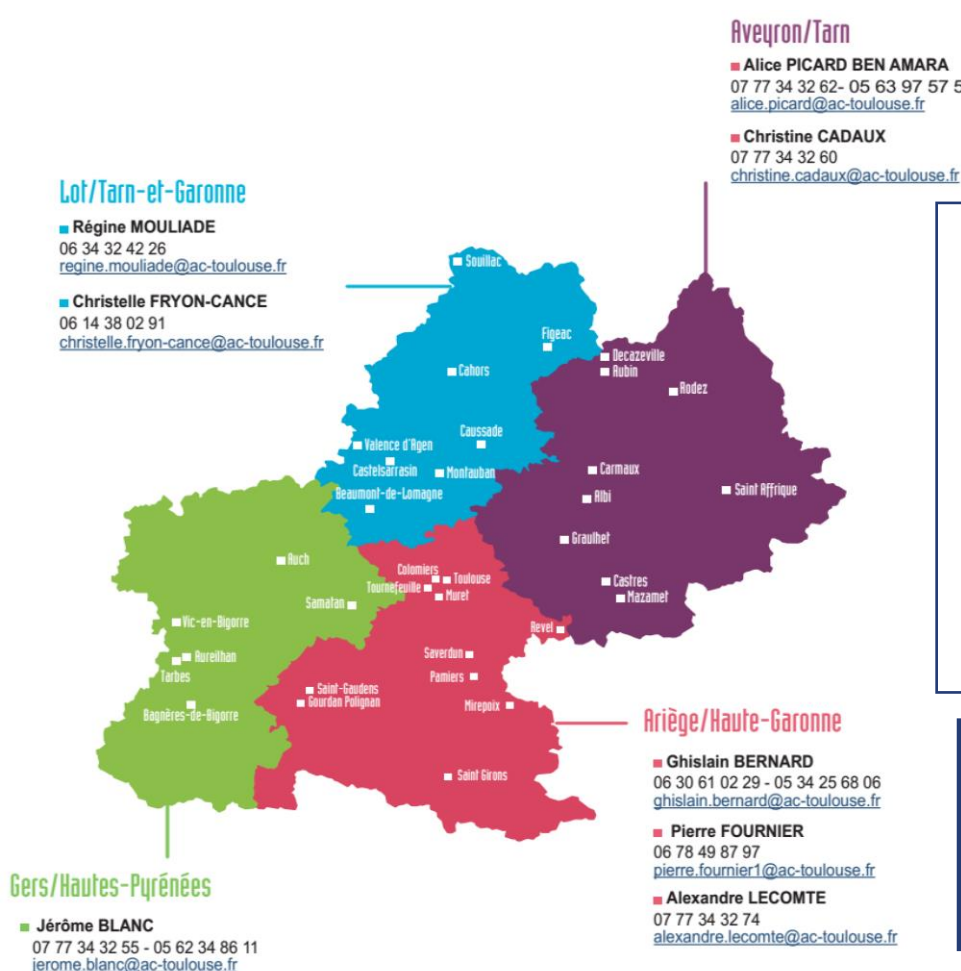 Aveyron/Tarn
Alice PICARD BEN AMARA
07 77 34 32 62- 05 63 97 57 5
alice.picard@ac-toulouse.fr
Christine CADAUX
07 77 34 32 60
christine.cadaux@ac-toulouse.fr
Lot/Tarn-et-Garonne
Régine MOULIADE
06 34 32 42 26
regine.mouliade@ac-toulouse.fr
Christelle FRYON-CANCE
06 14 38 02 91
christelle.fryon-cance@ac-toulouse.fr
Souillac
Figeac
Cahors
Decazeville
Aubin
Rodez
Caussade
Valence d'Agen
Castelsarrasin
Montauban
Beaumont-de-Lomagne
Carmaux
Albi
Saint Affrique
Graulhet
Castres
Mazamet
Auch
Samatan
Vic-en-Bigorre
Aureilhan
Tarbes
Bagnères-de-Bigorre
Colomiers
Toulouse
Tournefeuille
Muret
Revel
Saverdun
Pamiers
Saint-Gaudens
Gourdan Polignan
Mirepoix
Saint Girons
Ariège/Haute-Garonne
Ghislain BERNARD
06 30 61 02 29 - 05 34 25 68 06
ghislain.bernard@ac-toulouse.fr
Pierre FOURNIER
06 78 49 87 97
pierre.fournier1@ac-toulouse.fr
Alexandre LECOMTE
07 77 34 32 74
alexandre.lecomte@ac-toulouse.fr
Gers/Hautes-Pyrénées
Jérôme BLANC
07 77 34 32 55 - 05 62 34 86 11
jerome.blanc@ac-toulouse.fr